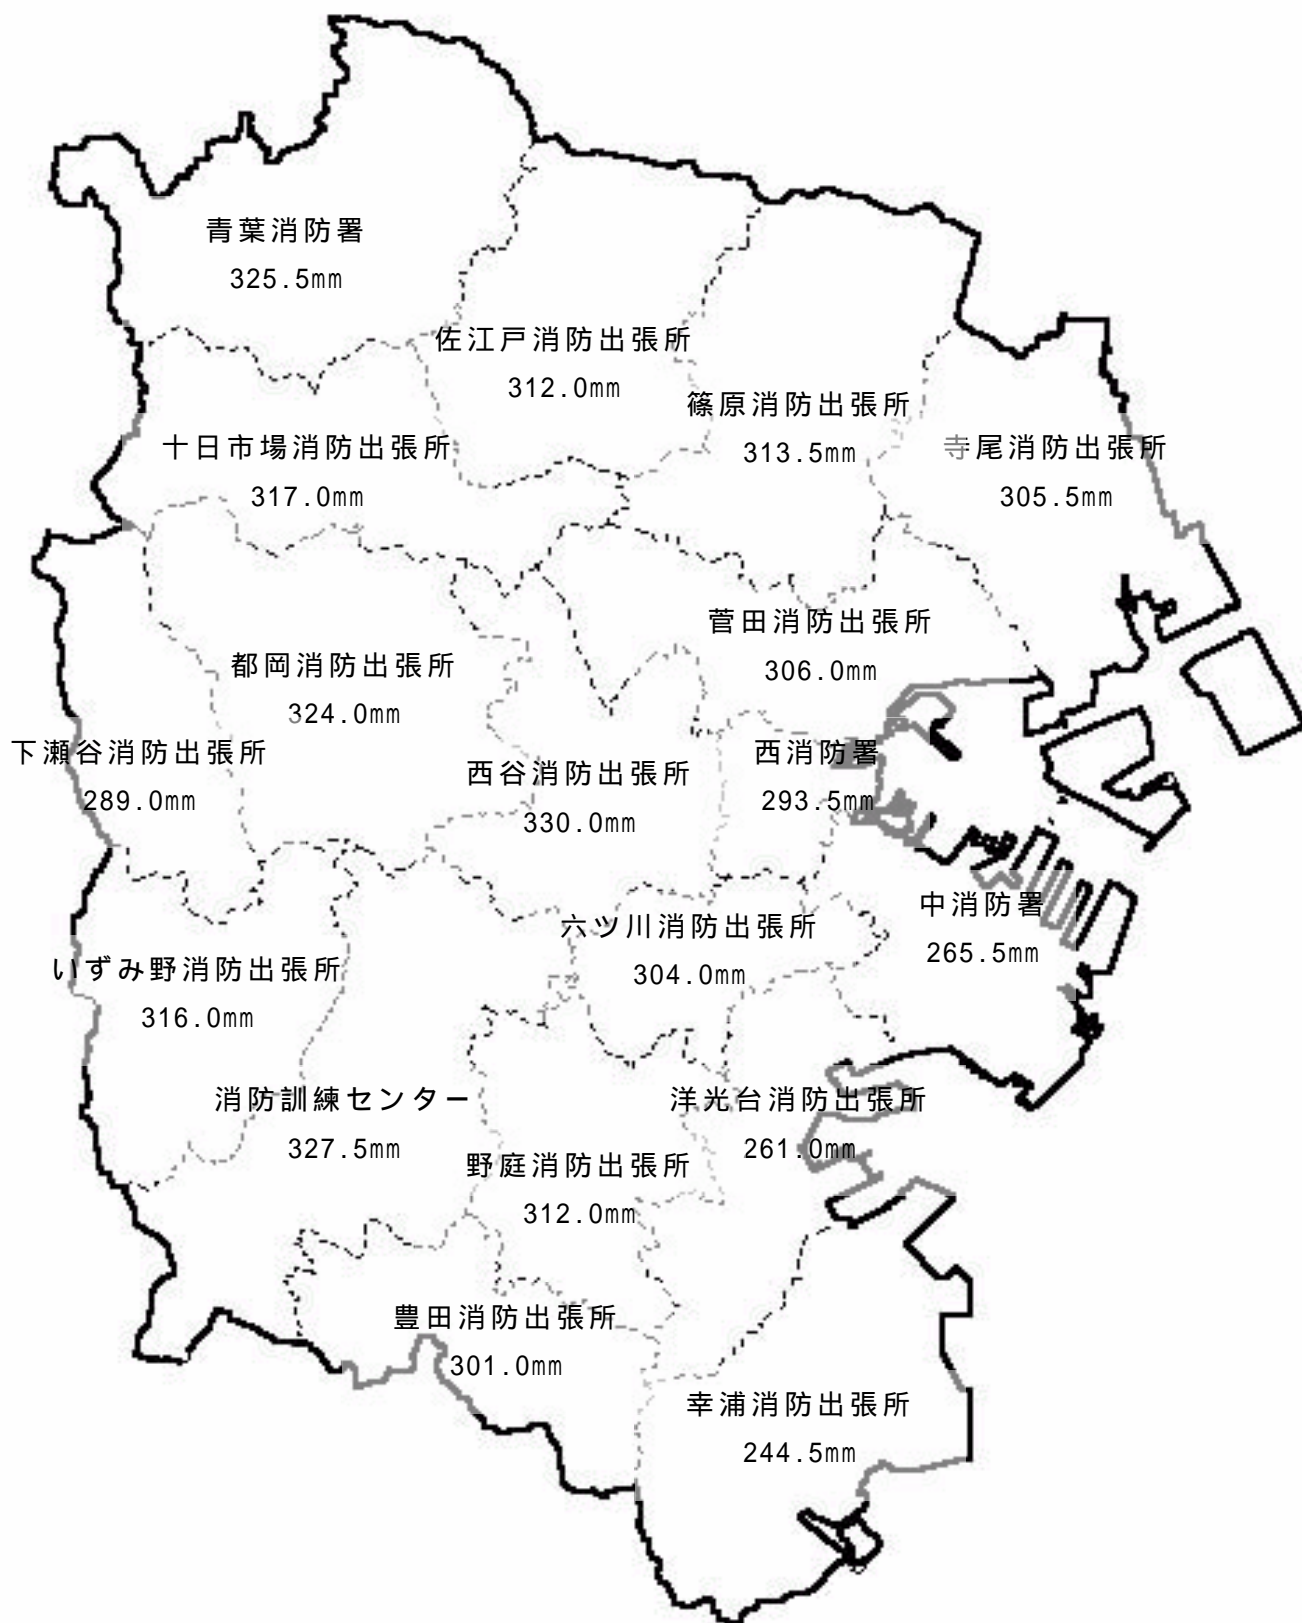 青葉消防署
325.5mm
佐江戸消防出張所
312.0mm
篠原消防出張所
313.5mm
寺尾消防出張所
305.5mm
十日市場消防出張所
317.0mm
菅田消防出張所
306.0mm
都岡消防出張所
324.0mm
下瀬谷消防出張所
289.0mm
西谷消防出張所
330.0mm
西消防署
293.5mm
中消防署
265.5mm
六ツ川消防出張所
304.0mm
いずみ野消防出張所
316.0mm
消防訓練センター
327.5mm
洋光台消防出張所
261.0mm
野庭消防出張所
312.0mm
豊田消防出張所
301.0mm
幸浦消防出張所
244.5mm